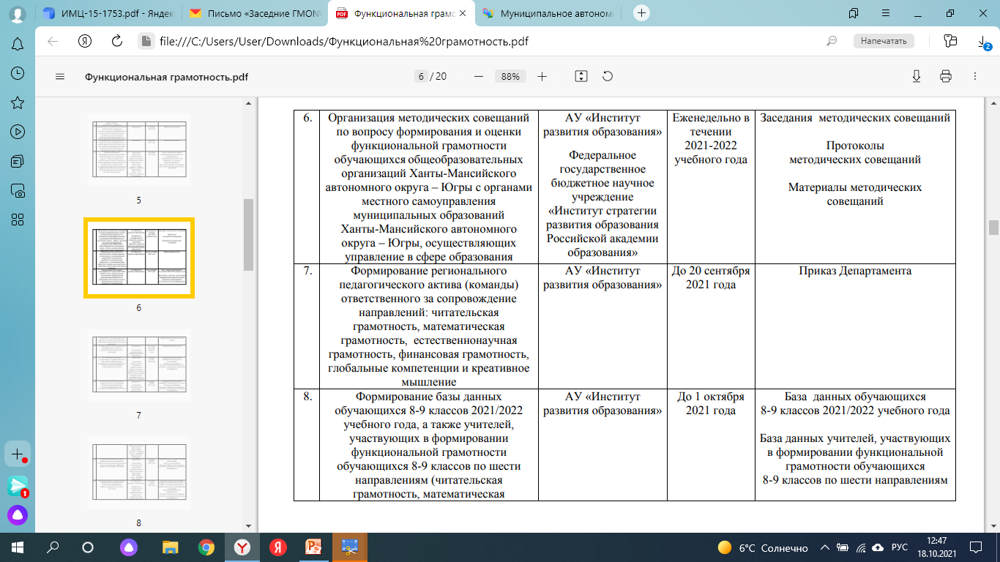 ИМЦ-15-1753.pdf - Яндек
Письмо «Заседние ГМО
Функциональная грамо
Муниципальное автоном
file:///C:/Users/User/Downloads/Функциональная%20грамотность.pdf
Напечатать
2
Функциональная грамотность.pdf
6 / 20
88%
5
6
7
8
1
6.
Организация методических совещаний
по вопросу формирования и оценки
функциональной грамотности
обучающихся общеобразовательных
организаций Ханты-Мансийского
автономного округа – Югры с органами
местного самоуправления
муниципальных образований
Ханты-Мансийского автономного
округа – Югры, осуществляющих
управление в сфере образования
АУ «Институт
развития образования»
Федеральное
государственное
бюджетное научное
учреждение
«Институт стратегии
развития образования
Российской академии
образования»
Еженедельно в
течении
2021-2022
учебного года
Заседания методических совещаний
Протоколы
методических совещаний
Материалы методических
совещаний
7.
Формирование регионального
педагогического актива (команды)
ответственного за сопровождение
направлений: читательская
грамотность, математическая
грамотность, естественнонаучная
грамотность, финансовая грамотность,
глобальные компетенции и креативное
мышление
АУ «Институт
развития образования»
До 20 сентября
2021 года
Приказ Департамента
8.
Формирование базы данных
обучающихся 8-9 классов 2021/2022
учебного года, а также учителей,
участвующих в формировании
функциональной грамотности
обучающихся 8-9 классов по шести
направлениям (читательская
грамотность, математическая
АУ «Институт
развития образования»
До 1 октября
2021 года
База данных обучающихся
8-9 классов 2021/2022 учебного года
База данных учителей, участвующих
в формировании функциональной
грамотности обучающихся
8-9 классов по шести направлениям
6°C Солнечно
РУС
12:47
18.10.2021